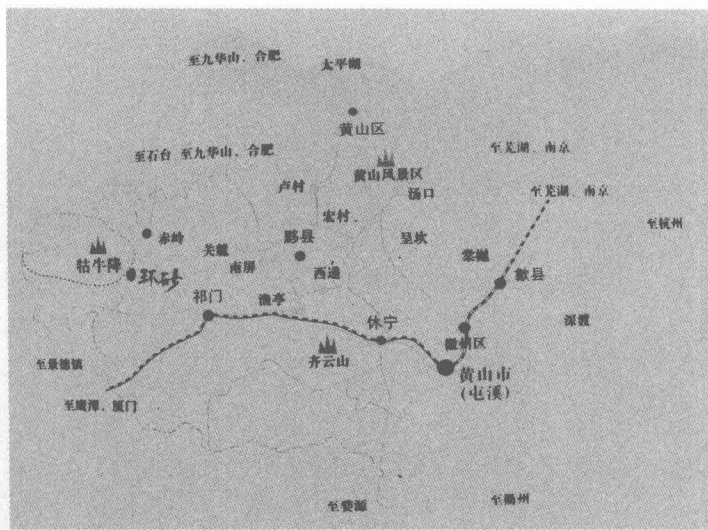 至九华山、合肥
太平湖
黄山区
至石台 至九华山、合肥
至芜湖、南京
黄山风景区
卢村
汤口
至芜湖、南京
宏村
至杭州
赤岭
关麓
黟县
呈坎
棠樾
牯牛降
环砂
南屏
西递
歙县
祁门
渔亭
休宁
徽州区
深渡
齐云山
至景德镇
黄山市
(屯溪)
至鹰潭、厦门
至婺源
至衢州